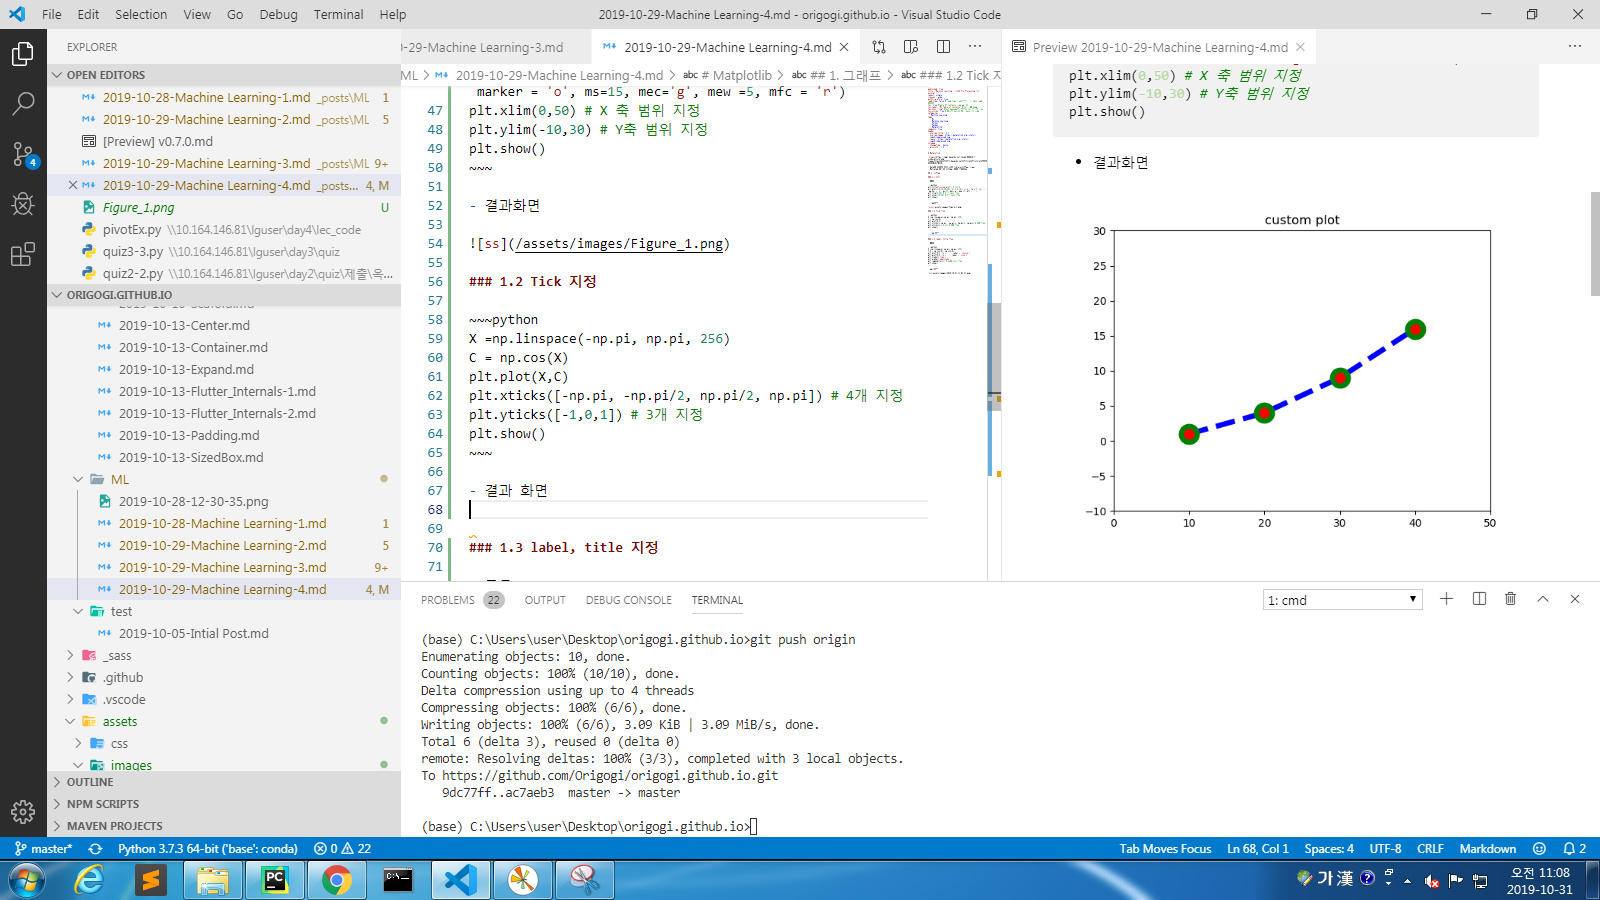 File Edit Selection View Go Debug Terminal Help
2019-10-29-Machine Learning-4.md - origogi.github.io - Visual Studio Code
EXPLORER
OPEN EDITORS
2019-10-28-Machine Learning-1.md _posts\ML 1
2019-10-29-Machine Learning-2.md _posts\ML 5
[Preview] v0.7.0.md
2019-10-29-Machine Learning-3.md _posts\ML 9+
2019-10-29-Machine Learning-4.md _posts... 4, M
Figure_1.png U
pivotEx.py \\10.164.146.81\lguser\day4\lec_code
quiz3-3.py \\10.164.146.81\lguser\day3\quiz
quiz2-2.py \\10.164.146.81\lguser\day2\quiz\제출\옥...
ORIGOGI.GITHUB.IO
2019-10-13-Center.md
2019-10-13-Container.md
2019-10-13-Expand.md
2019-10-13-Flutter_Internals-1.md
2019-10-13-Flutter_Internals-2.md
2019-10-13-Padding.md
2019-10-13-SizedBox.md
ML
2019-10-28-12-30-35.png
2019-10-28-Machine Learning-1.md 1
2019-10-29-Machine Learning-2.md 5
2019-10-29-Machine Learning-3.md 9+
2019-10-29-Machine Learning-4.md 4, M
test
2019-10-05-Intial Post.md
_sass
.github
.vscode
assets
css
images
OUTLINE
NPM SCRIPTS
MAVEN PROJECTS
0-29-Machine Learning-3.md
2019-10-29-Machine Learning-4.md
ML > 2019-10-29-Machine Learning-4.md > # Matplotlib > ## 1. 그래프 > ### 1.2 Tick
marker = 'o', ms=15, mec='g', mew =5, mfc = 'r')
47 plt.xlim(0,50) # X 축 범위 지정
48 plt.ylim(-10,30) # Y축 범위 지정
49 plt.show()
50 ~~~
51
52 - 결과화면
53
54 ![ss](/assets/images/Figure_1.png)
55
56 ### 1.2 Tick 지정
57
58 ~~~python
59 X =np.linspace(-np.pi, np.pi, 256)
60 C = np.cos(X)
61 plt.plot(X,C)
62 plt.xticks([-np.pi, -np.pi/2, np.pi/2, np.pi]) # 4개 지정
63 plt.yticks([-1,0,1]) # 3개 지정
64 plt.show()
65 ~~~
66
67 - 결과 화면
68
69
70 ### 1.3 label, title 지정
71
Preview 2019-10-29-Machine Learning-4.md
plt.xlim(0,50) # X 축 범위 지정
plt.ylim(-10,30) # Y축 범위 지정
plt.show()
• 결과화면
custom plot
30
25
20
15
10
5
0
−5
−10
0 10 20 30 40 50
PROBLEMS 22 OUTPUT DEBUG CONSOLE TERMINAL
1: cmd
(base) C:\Users\user\Desktop\origogi.github.io>git push origin
Enumerating objects: 10, done.
Counting objects: 100% (10/10), done.
Delta compression using up to 4 threads
Compressing objects: 100% (6/6), done.
Writing objects: 100% (6/6), 3.09 KiB | 3.09 MiB/s, done.
Total 6 (delta 3), reused 0 (delta 0)
remote: Resolving deltas: 100% (3/3), completed with 3 local objects.
To https://github.com/Origogi/origogi.github.io.git
9dc77ff..ac7aeb3 master -> master
(base) C:\Users\user\Desktop\origogi.github.io>
4
master* Python 3.7.3 64-bit ('base': conda) 0 22
Tab Moves Focus Ln 68, Col 1 Spaces: 4 UTF-8 CRLF Markdown 2
가 漢
오전 11:08
2019-10-31